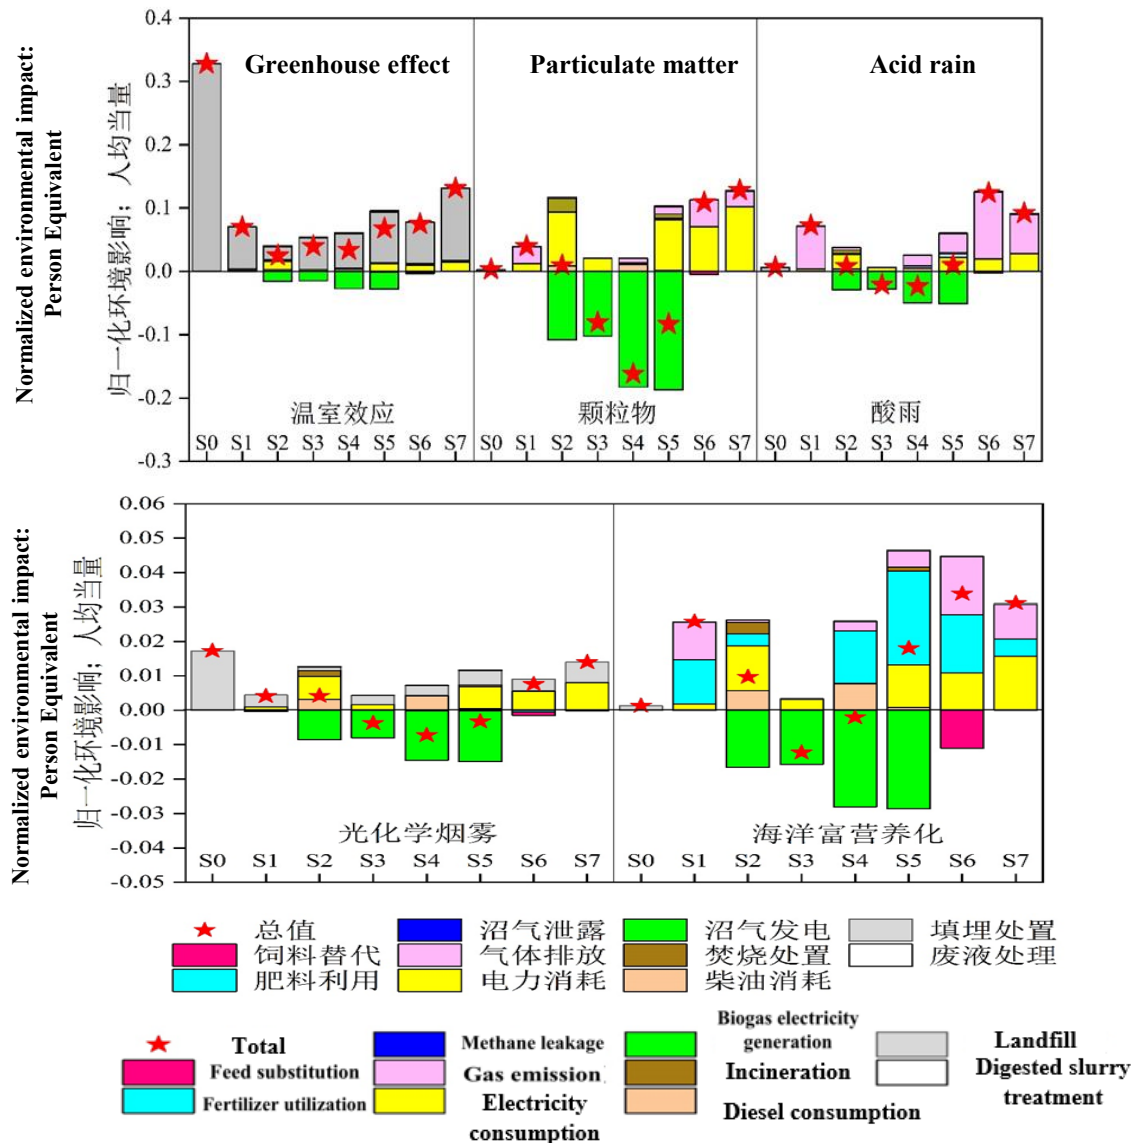 Normalized environmental impact:
Person Equivalent
归一化环境影响；人均当量
0.4
0.3
0.2
0.1
0.0
-0.1
-0.2
-0.3
Greenhouse effect Particulate matter Acid rain
温室效应 颗粒物 酸雨
S0 S1 S2 S3 S4 S5 S6 S7 S0 S1 S2 S3 S4 S5 S6 S7 S0 S1 S2 S3 S4 S5 S6 S7
Normalized environmental impact:
Person Equivalent
归一化环境影响；人均当量
0.06
0.05
0.04
0.03
0.02
0.01
0.00
-0.01
-0.02
-0.03
-0.04
-0.05
光化学烟雾 海洋富营养化
S0 S1 S2 S3 S4 S5 S6 S7 S0 S1 S2 S3 S4 S5 S6 S7
总值 沼气泄露 沼气发电 填埋处置
饲料替代 气体排放 焚烧处置 废液处理
肥料利用 电力消耗 柴油消耗
Total Methane leakage Biogas electricity
generation Landfill
Feed substitution Gas emission Incineration Digested slurry
treatment
Fertilizer utilization Electricity
consumption Diesel consumption